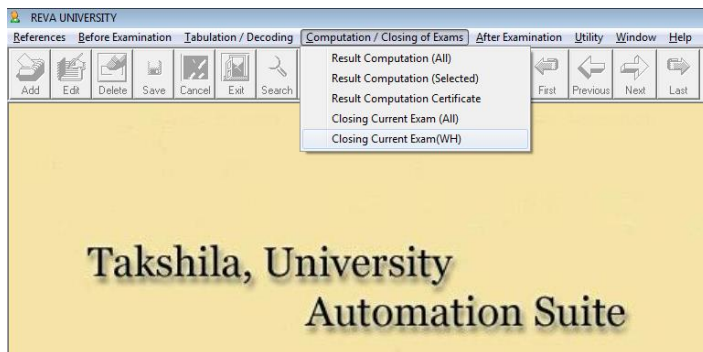 REVA UNIVERSITY
References Before Examination Tabulation / Decoding Computation / Closing of Exams After Examination Utility Window Help
Add Edit Delete Save Cancel Exit Search First Previous Next Last
Result Computation (All)
Result Computation (Selected)
Result Computation Certificate
Closing Current Exam (All)
Closing Current Exam(WH)
Takshila, University
Automation Suite